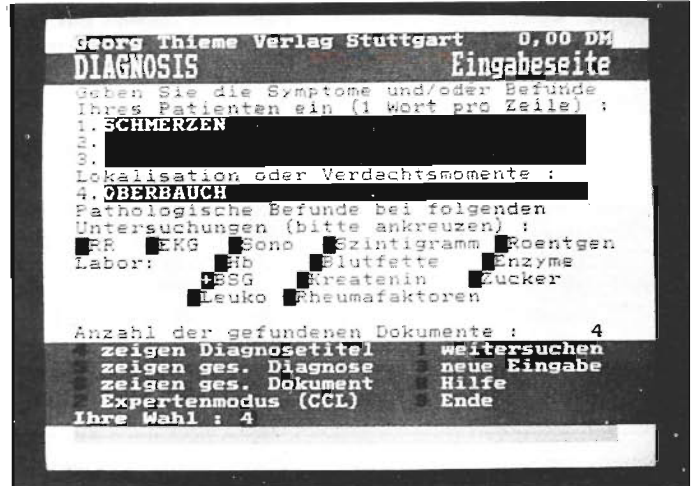 Georg Thieme Verlag Stuttgart 0,00 DM
DIAGNOSIS Eingabeseite
Geben Sie die Symptome und/oder Befunde
Ihres Patienten ein (1 Wort pro Zeile) :
1. SCHMERZEN
2.
3.
Lokalisation oder Verdachtsmomente :
4. OBERBAUCH
Pathologische Befunde bei folgenden
Untersuchungen (bitte ankreuzen) :
RR EKG Sono Szintigramm Roentgen
Labor: Hb Blutfette Enzyme
+BSG Kreatenin Zucker
Leuko Rheumafaktoren
Anzahl der gefundenen Dokumente : 4
zeigen Diagnosetitel weitersuchen
zeigen ges. Diagnose neue Eingabe
zeigen ges. Dokument Hilfe
Expertenmodus (CCL) Ende
Ihre Wahl : 4